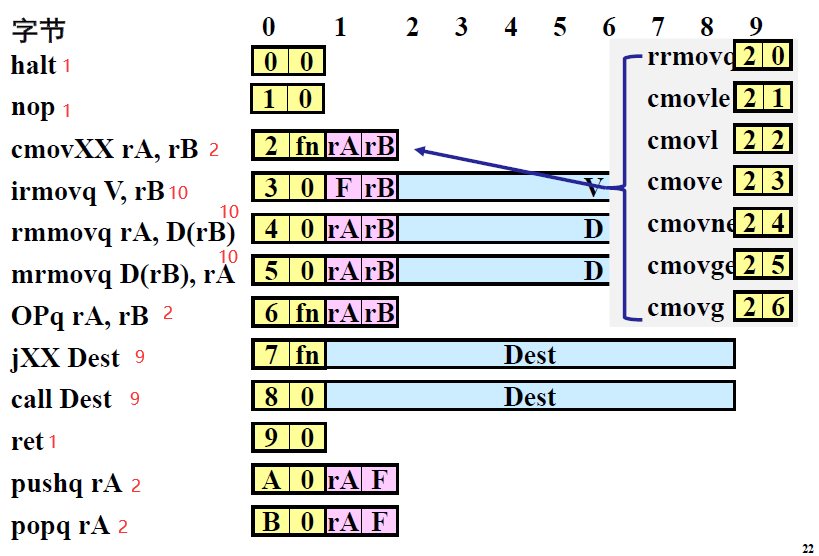 字节 0 1 2 3 4 5 6 7 8 9
halt 1 0 0 rrmovq 2 0
nop 1 1 0 cmovle 2 1
cmovXX rA, rB 2 2 fn rA rB cmovl 2 2
irmovq V, rB 10 3 0 F rB V cmove 2 3
rmmovq rA, D(rB) 10 4 0 rA rB D cmovne 2 4
mrmovq D(rB), rA 10 5 0 rA rB D cmovge 2 5
OPq rA, rB 2 6 fn rA rB cmovg 2 6
jXX Dest 9 7 fn Dest
call Dest 9 8 0 Dest
ret 1 9 0
pushq rA 2 A 0 rA F
popq rA 2 B 0 rA F
22